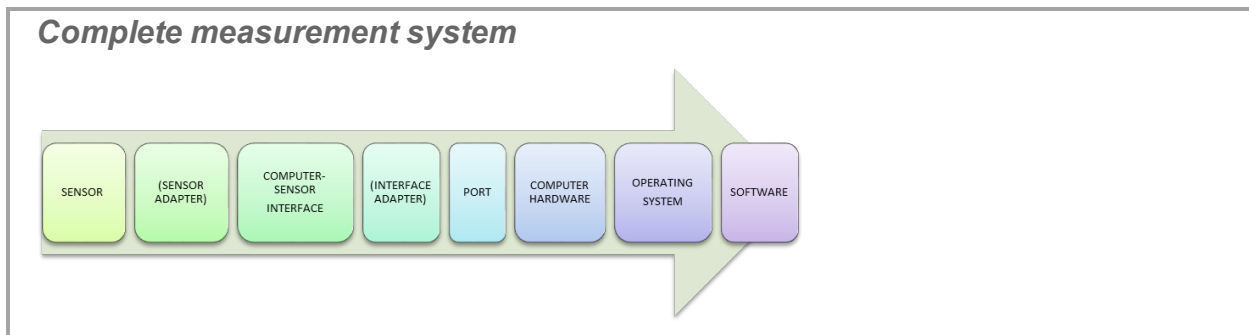 Complete measurement system
SENSOR
(SENSOR
ADAPTER)
COMPUTER-
SENSOR
INTERFACE
(INTERFACE
ADAPTER)
PORT
COMPUTER
HARDWARE
OPERATING
SYSTEM
SOFTWARE